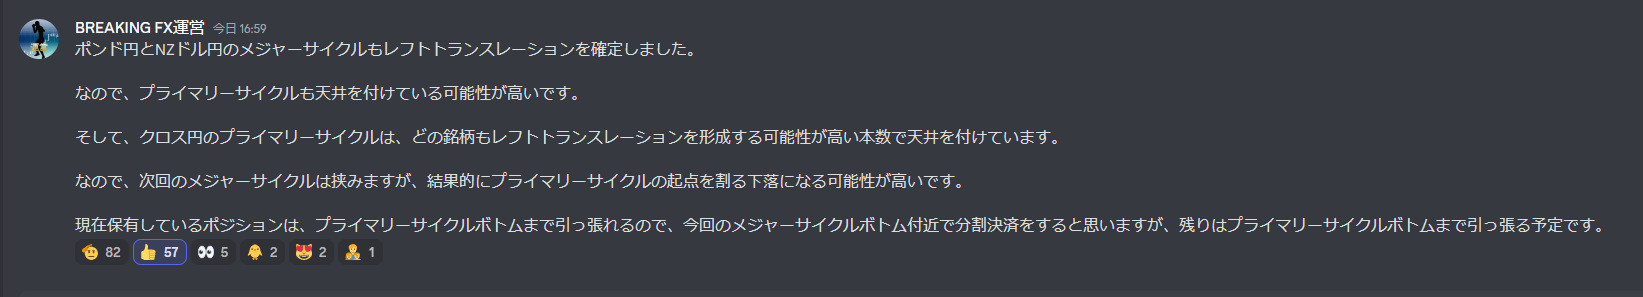 BREAKING FX運営 今日 16:59
ポンド円とNZドル円のメジャーサイクルもレフトトランスレーションを確定しました。
なので、プライマリーサイクルも天井を付けている可能性が高いです。
そして、クロス円のプライマリーサイクルは、どの銘柄もレフトトランスレーションを形成する可能性が高い本数で天井を付けています。
なので、次回のメジャーサイクルは挟みますが、結果的にプライマリーサイクルの起点を割る下落になる可能性が高いです。
現在保有しているポジションは、プライマリーサイクルボトムまで引っ張れるので、今回のメジャーサイクルボトム付近で分割決済をすると思いますが、残りはプライマリーサイクルボトムまで引っ張る予定です。
82 57 5 2 2 1
運営